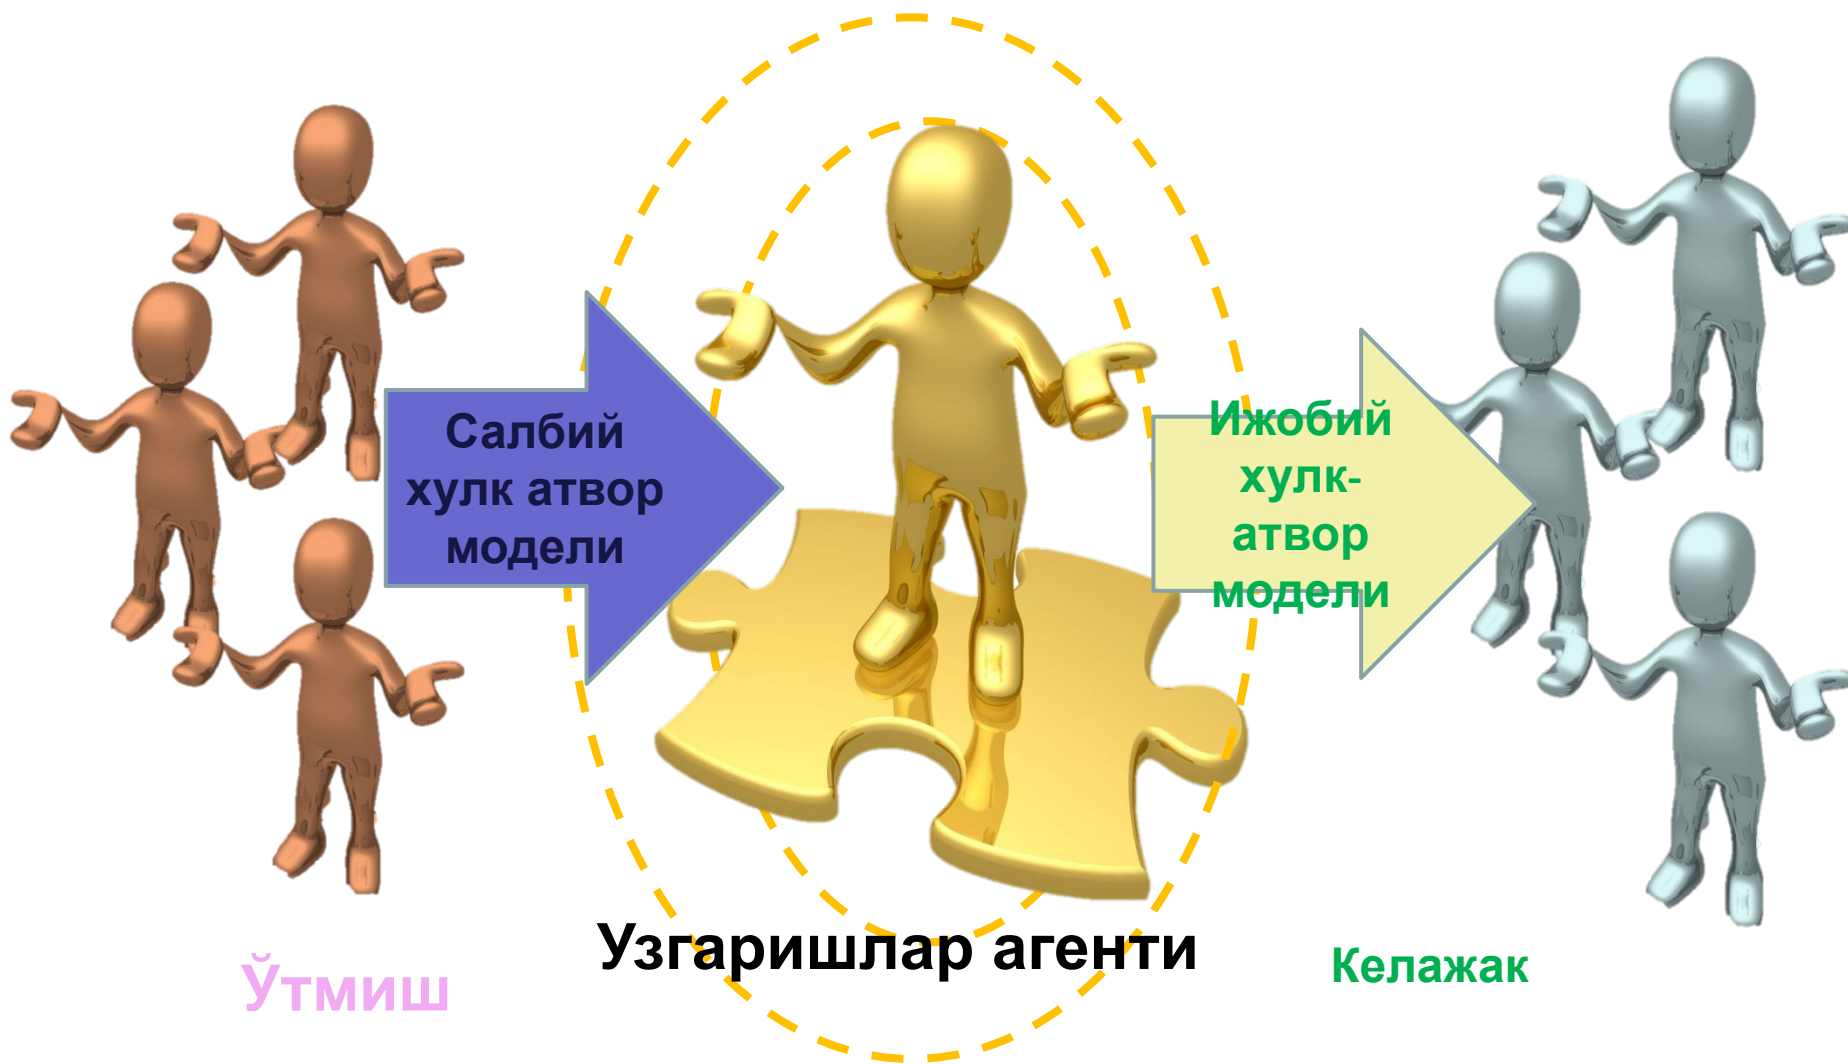 Салбий
хулк атвор
модели
Ижобий
хулк-
атвор
модели
Узгаришлар агенти
Ўтмиш
Келажак